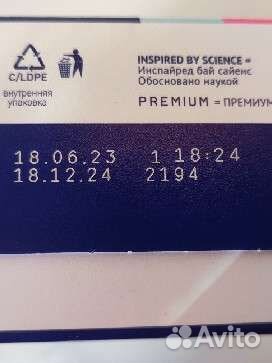 C/LDPE
внутренняя
упаковка
INSPIRED BY SCIENCE =
Инспайред бай сайенс
Обосновано наукой
PREMIUM = ПРЕМИУМ
18.06.23 1 18:24
18.12.24 2194
Avito